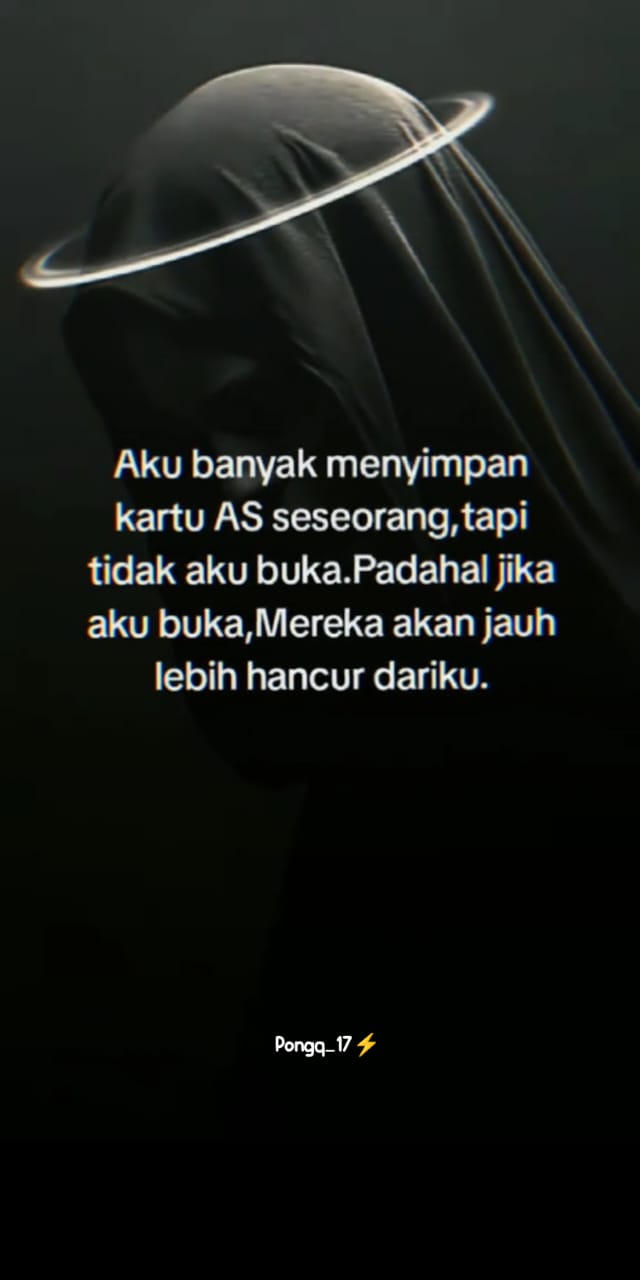 Aku banyak menyimpan
kartu AS seseorang,tapi
tidak aku buka.Padahal jika
aku buka,Mereka akan jauh
lebih hancur dariku.
Pongq_17⚡